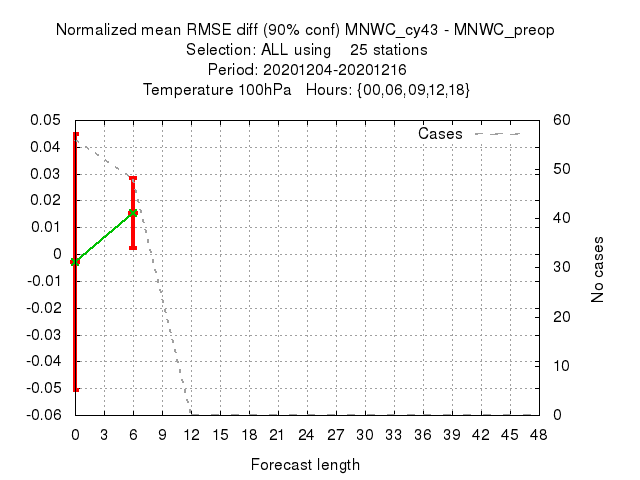 Normalized mean RMSE diff (90% conf) MNWC_cy43 - MNWC_preop
Selection: ALL using    25 stations
Period: 20201204-20201216
Temperature 100hPa   Hours: {00,06,09,12,18}
Cases
0.05
0.04
0.03
0.02
0.01
0
-0.01
-0.02
-0.03
-0.04
-0.05
-0.06
60
50
40
30
20
10
0
No cases
0 3 6 9 12 15 18 21 24 27 30 33 36 39 42 45 48
Forecast length